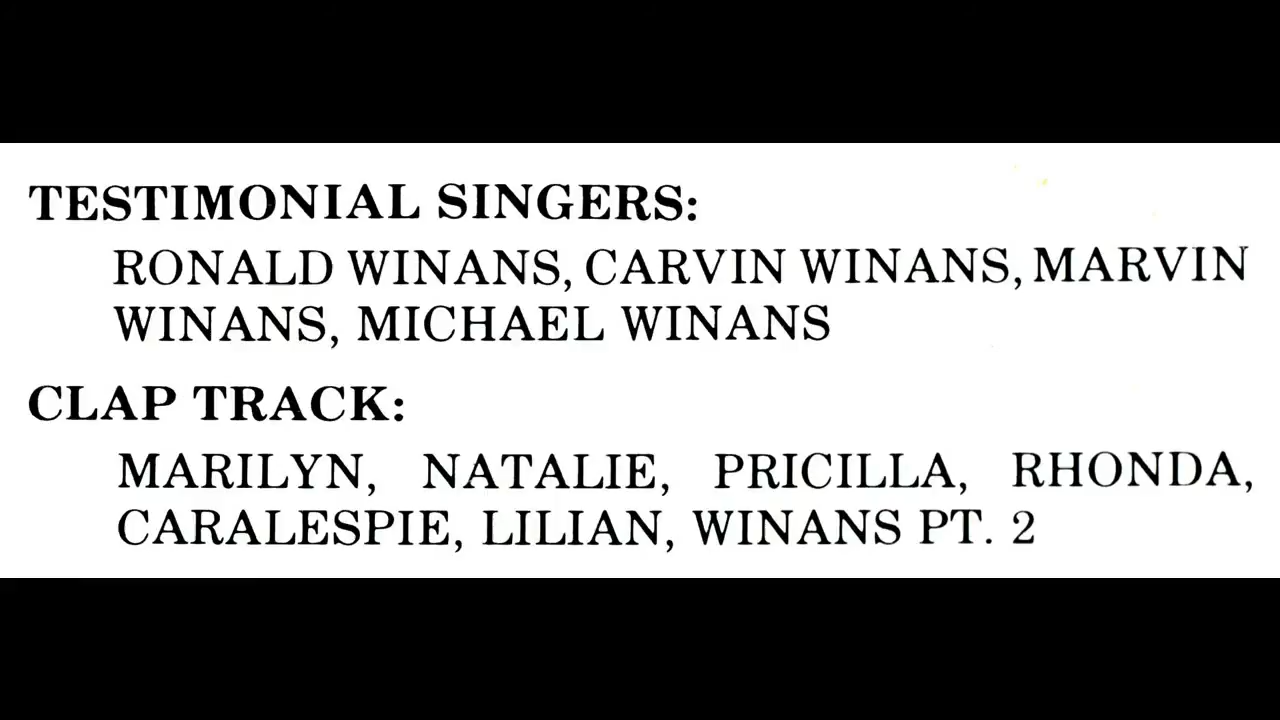 TESTIMONIAL SINGERS:
RONALD WINANS, CARVIN WINANS, MARVIN
WINANS, MICHAEL WINANS
CLAP TRACK:
MARILYN, NATALIE, PRICILLA, RHONDA,
CARALESPIE, LILIAN, WINANS PT. 2